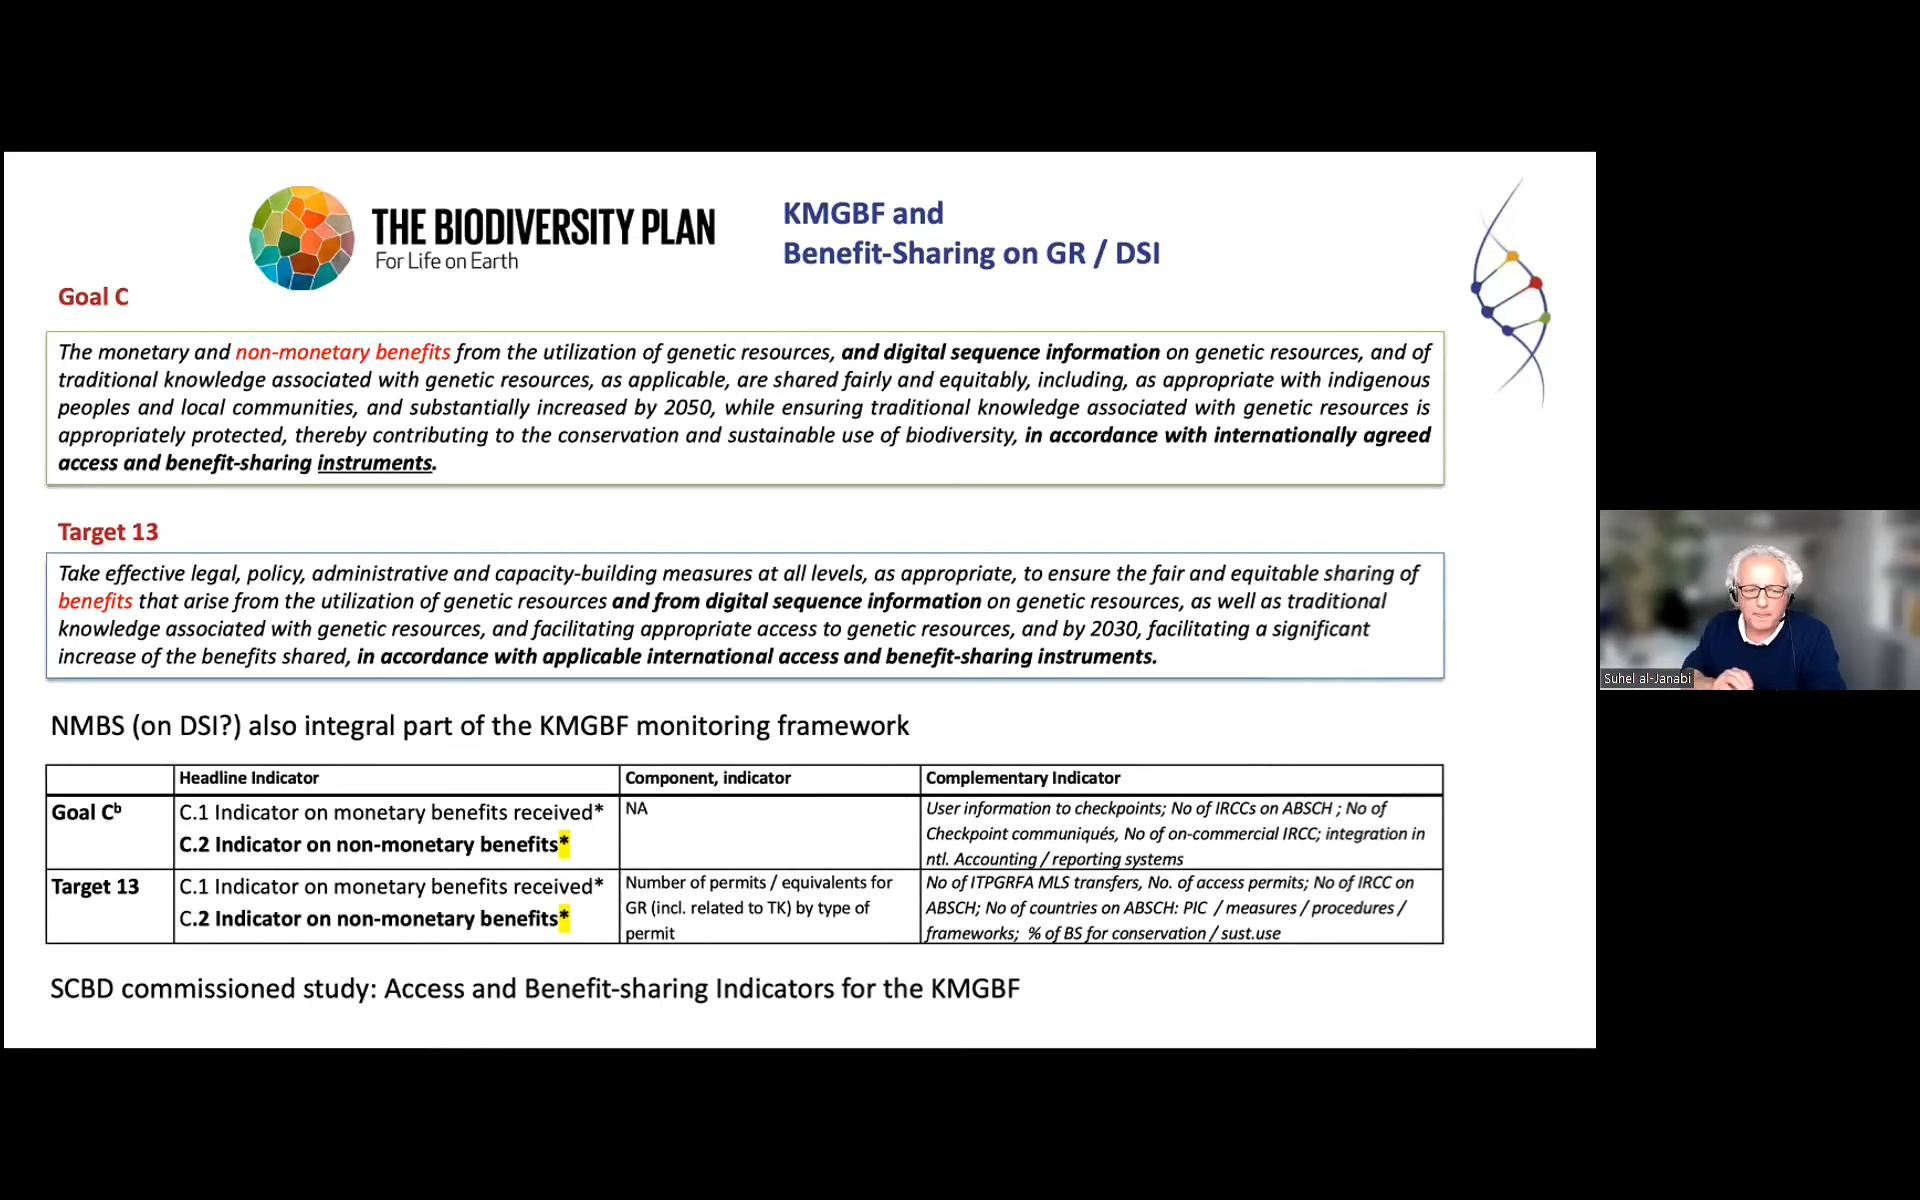 THE BIODIVERSITY PLAN
For Life on Earth
KMGBF and
Benefit-Sharing on GR / DSI
Goal C
The monetary and non-monetary benefits from the utilization of genetic resources, and digital sequence information on genetic resources, and of
traditional knowledge associated with genetic resources, as applicable, are shared fairly and equitably, including, as appropriate with indigenous
peoples and local communities, and substantially increased by 2050, while ensuring traditional knowledge associated with genetic resources is
appropriately protected, thereby contributing to the conservation and sustainable use of biodiversity, in accordance with internationally agreed
access and benefit-sharing instruments.
Target 13
Take effective legal, policy, administrative and capacity-building measures at all levels, as appropriate, to ensure the fair and equitable sharing of
benefits that arise from the utilization of genetic resources and from digital sequence information on genetic resources, as well as traditional
knowledge associated with genetic resources, and facilitating appropriate access to genetic resources, and by 2030, facilitating a significant
increase of the benefits shared, in accordance with applicable international access and benefit-sharing instruments.
NMBS (on DSI?) also integral part of the KMGBF monitoring framework
Headline Indicator
Component, indicator
Complementary Indicator
Goal Cᵇ
C.1 Indicator on monetary benefits received*
C.2 Indicator on non-monetary benefits*
NA
User information to checkpoints; No of IRCCs on ABSCH ; No of
Checkpoint communiqués, No of on-commercial IRCC; integration in
ntl. Accounting / reporting systems
Target 13
C.1 Indicator on monetary benefits received*
C.2 Indicator on non-monetary benefits*
Number of permits / equivalents for
GR (incl. related to TK) by type of
permit
No of ITPGRFA MLS transfers, No. of access permits; No of IRCC on
ABSCH; No of countries on ABSCH: PIC / measures / procedures /
frameworks; % of BS for conservation / sust.use
SCBD commissioned study: Access and Benefit-sharing Indicators for the KMGBF
Suhel al-Janabi